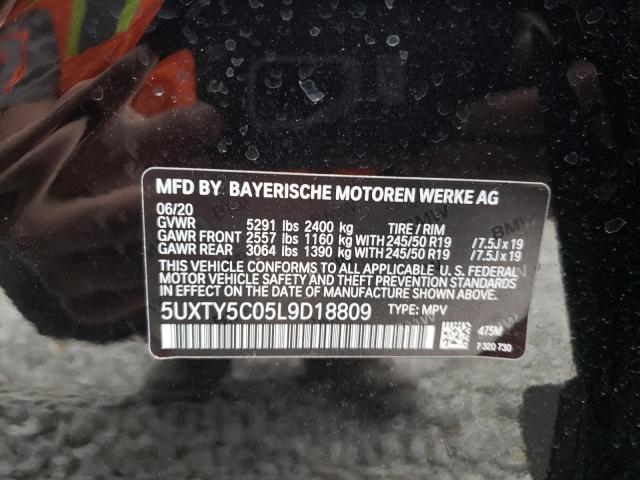 MFD BY BAYERISCHE MOTOREN WERKE AG
06/20
GVWR 5291 lbs 2400 kg TIRE / RIM
GAWR FRONT 2557 lbs 1160 kg WITH 245/50 R19 / 7.5J x 19
GAWR REAR 3064 lbs 1390 kg WITH 245/50 R19 / 7.5J x 19
THIS VEHICLE CONFORMS TO ALL APPLICABLE U. S. FEDERAL
MOTOR VEHICLE SAFETY AND THEFT PREVENTION
STANDARDS IN EFFECT ON THE DATE OF MANUFACTURE
5UXTY5C05L9D18809 TYPE: MPV
475M
7 320 730